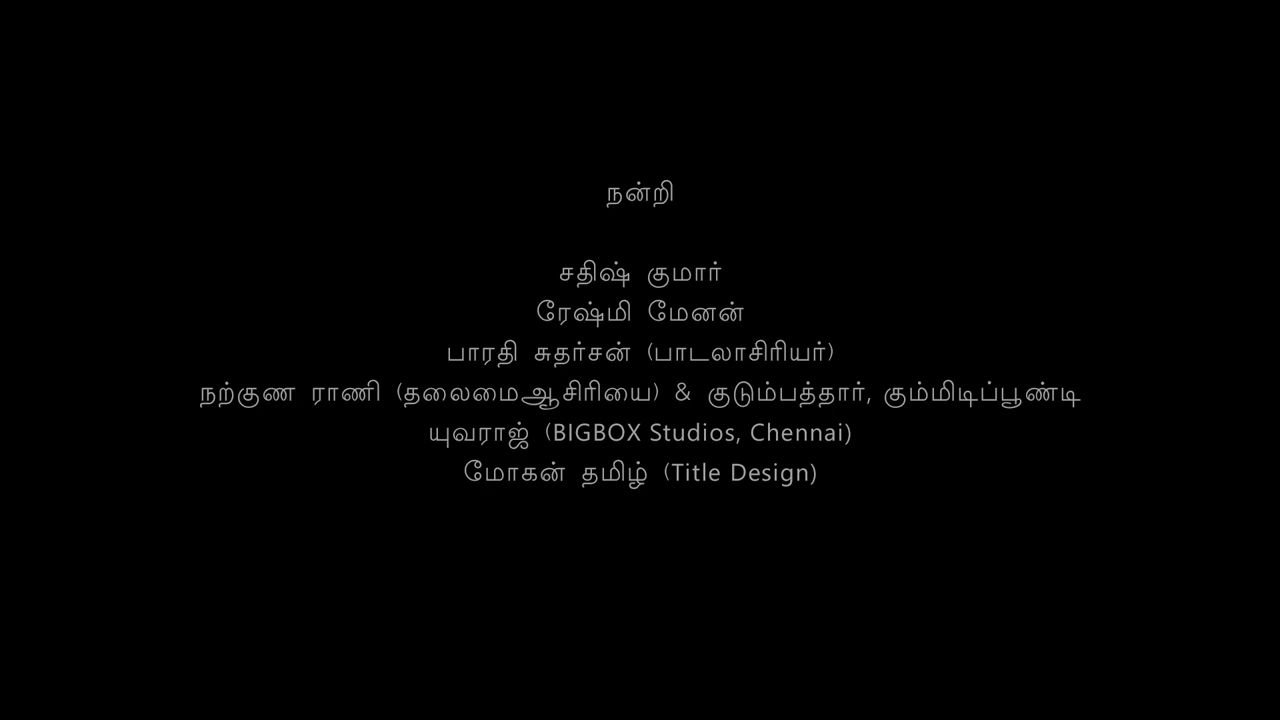 நன்றி
சதிஷ் குமார்
ரேஷ்மி மேனன்
பாரதி சுதர்சன் (பாடலாசிரியர்)
நற்குண ராணி (தலைமைஆசிரியை) & குடும்பத்தார், கும்மிடிப்பூண்டி
யுவராஜ் (BIGBOX Studios, Chennai)
மோகன் தமிழ் (Title Design)